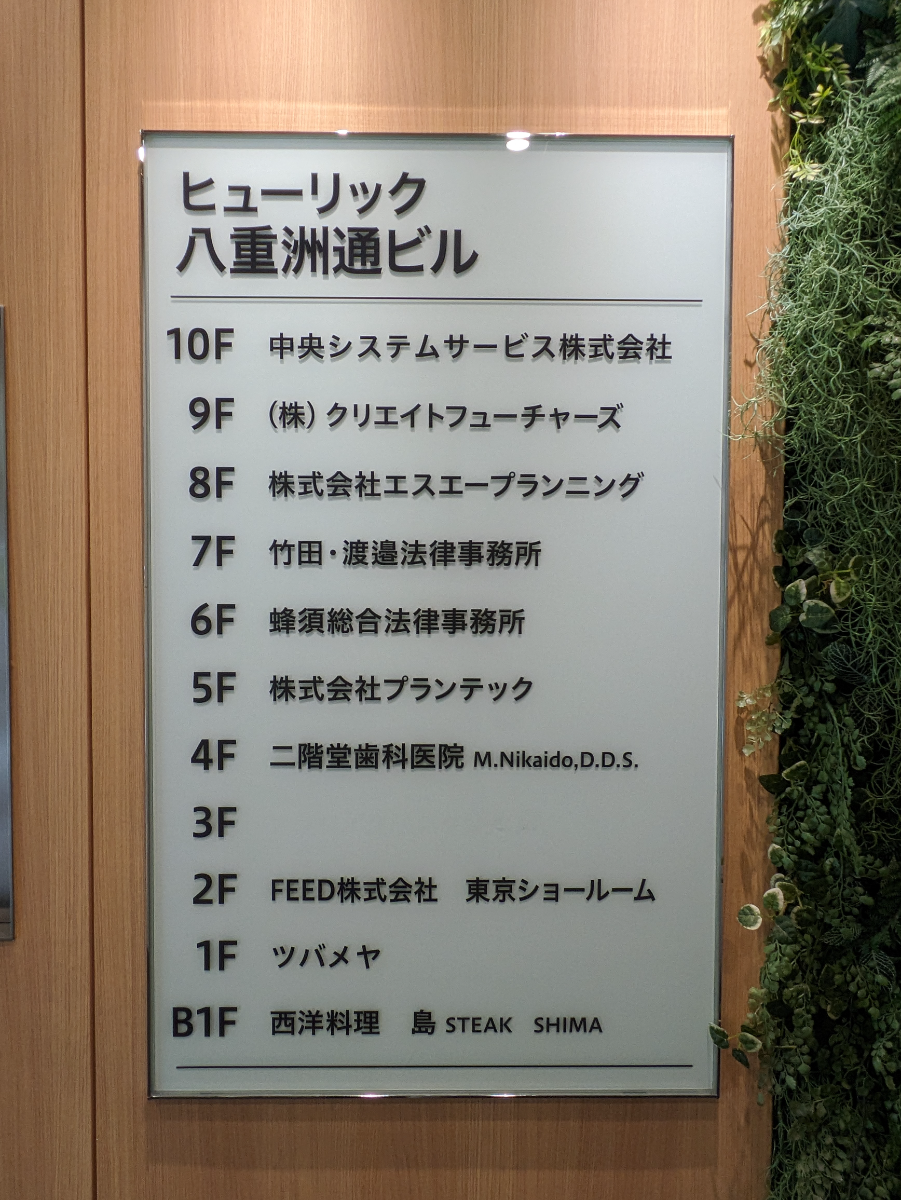 ヒューリック
八重洲通ビル
10F 中央システムサービス株式会社
9F （株）クリエイトフューチャーズ
8F 株式会社エスエープランニング
7F 竹田・渡邉法律事務所
6F 蜂須総合法律事務所
5F 株式会社プランテック
4F 二階堂歯科医院 M.Nikaido,D.D.S.
3F
2F FEED株式会社　東京ショールーム
1F ツバメヤ
B1F 西洋料理　島 STEAK　SHIMA